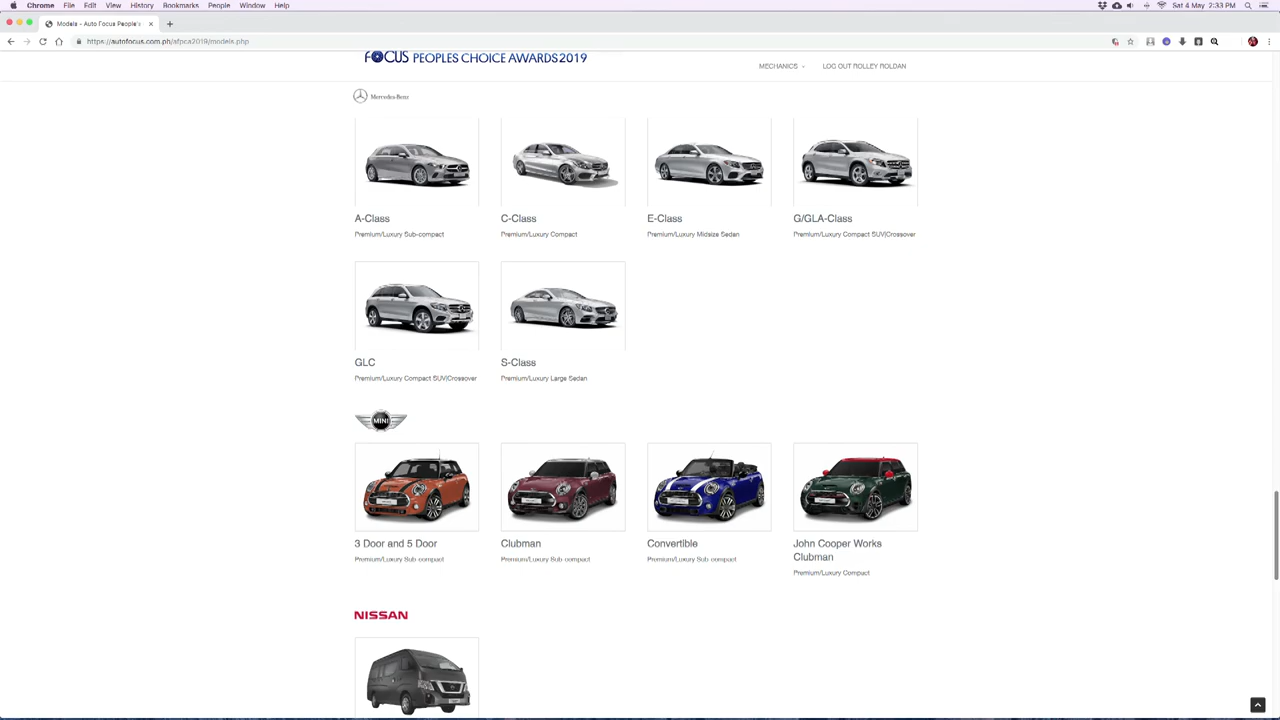 Chrome File Edit View History Bookmarks People Window Help
Sat 4 May 2:33 PM
Models - Auto Focus People's
https://autofocus.com.ph/afpca2019/models.php
FOCUS PEOPLES CHOICE AWARDS 2019
MECHANICS
LOG OUT ROLLEY ROLDAN
Mercedes-Benz
A-Class C-Class E-Class G/GLA-Class
Premium/Luxury Sub-compact Premium/Luxury Compact Premium/Luxury Midsize Sedan Premium/Luxury Compact SUV|Crossover
GLC S-Class
Premium/Luxury Compact SUV|Crossover Premium/Luxury Large Sedan
MINI
3 Door and 5 Door Clubman Convertible John Cooper Works
Clubman
Premium/Luxury Sub-compact Premium/Luxury Sub-compact Premium/Luxury Sub-compact
Premium/Luxury Compact
NISSAN